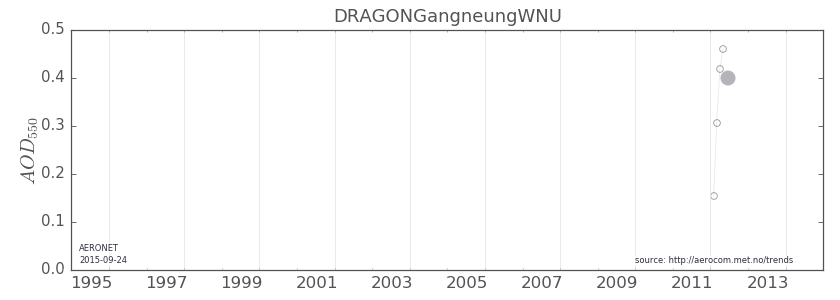 DRAGONGangneungWNU
0.5
0.4
0.3
0.2
0.1
0.0
AOD550
AERONET
2015-09-24
source: http://aerocom.met.no/trends
1995 1997 1999 2001 2003 2005 2007 2009 2011 2013